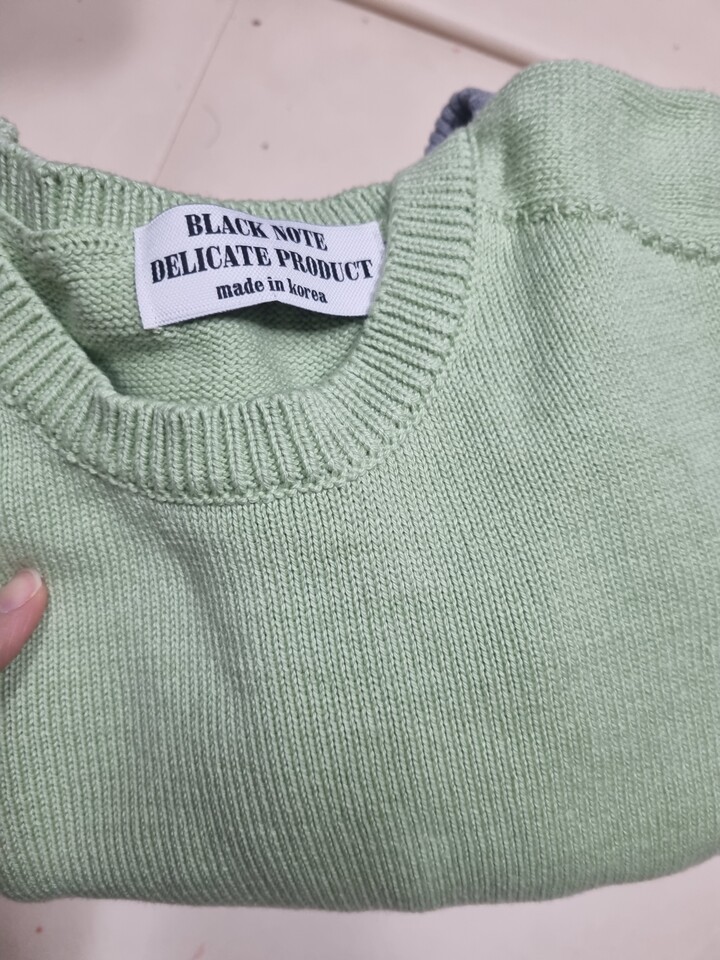 BLACK NOTE
DELICATE PRODUCT
made in korea